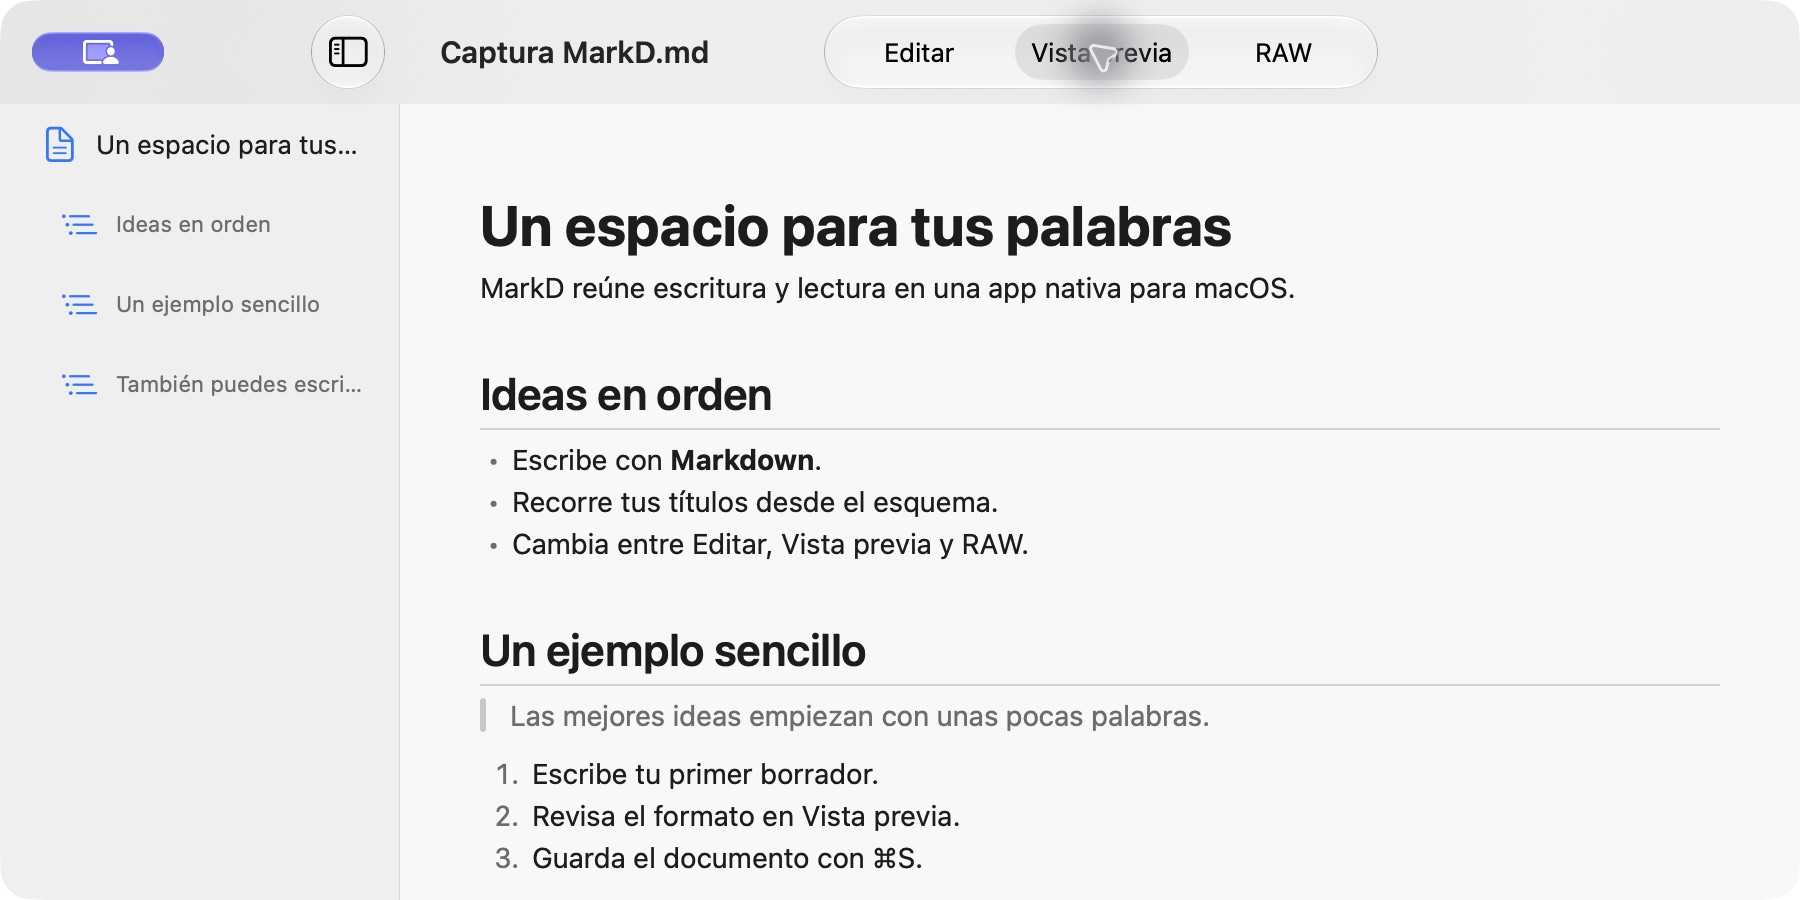 Captura MarkD.md
Editar
Vista previa
RAW
Un espacio para tus...
Ideas en orden
Un ejemplo sencillo
También puedes escri...
Un espacio para tus palabras
MarkD reúne escritura y lectura en una app nativa para macOS.
Ideas en orden
• Escribe con Markdown.
• Recorre tus títulos desde el esquema.
• Cambia entre Editar, Vista previa y RAW.
Un ejemplo sencillo
Las mejores ideas empiezan con unas pocas palabras.
1. Escribe tu primer borrador.
2. Revisa el formato en Vista previa.
3. Guarda el documento con ⌘S.